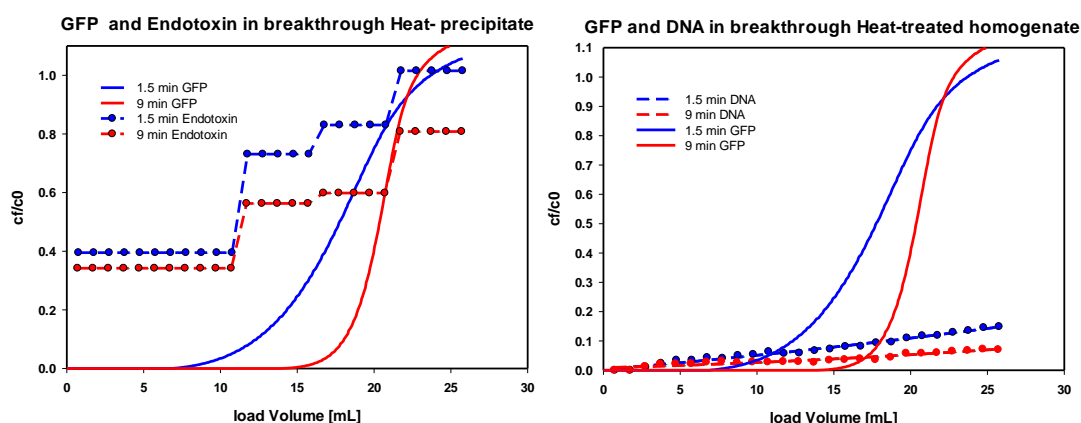 GFP and Endotoxin in breakthrough Heat- precipitate
cf/c0
1.0
0.8
0.6
0.4
0.2
0.0
1.5 min GFP
9 min GFP
1.5 min Endotoxin
9 min Endotoxin
0 5 10 15 20 25 30
load Volume [mL]
GFP and DNA in breakthrough Heat-treated homogenate
cf/c0
1.1
1.0
0.9
0.8
0.7
0.6
0.5
0.4
0.3
0.2
0.1
0.0
1.5 min DNA
9 min DNA
1.5 min GFP
9 min GFP
0 5 10 15 20 25 30
load Volume [mL]